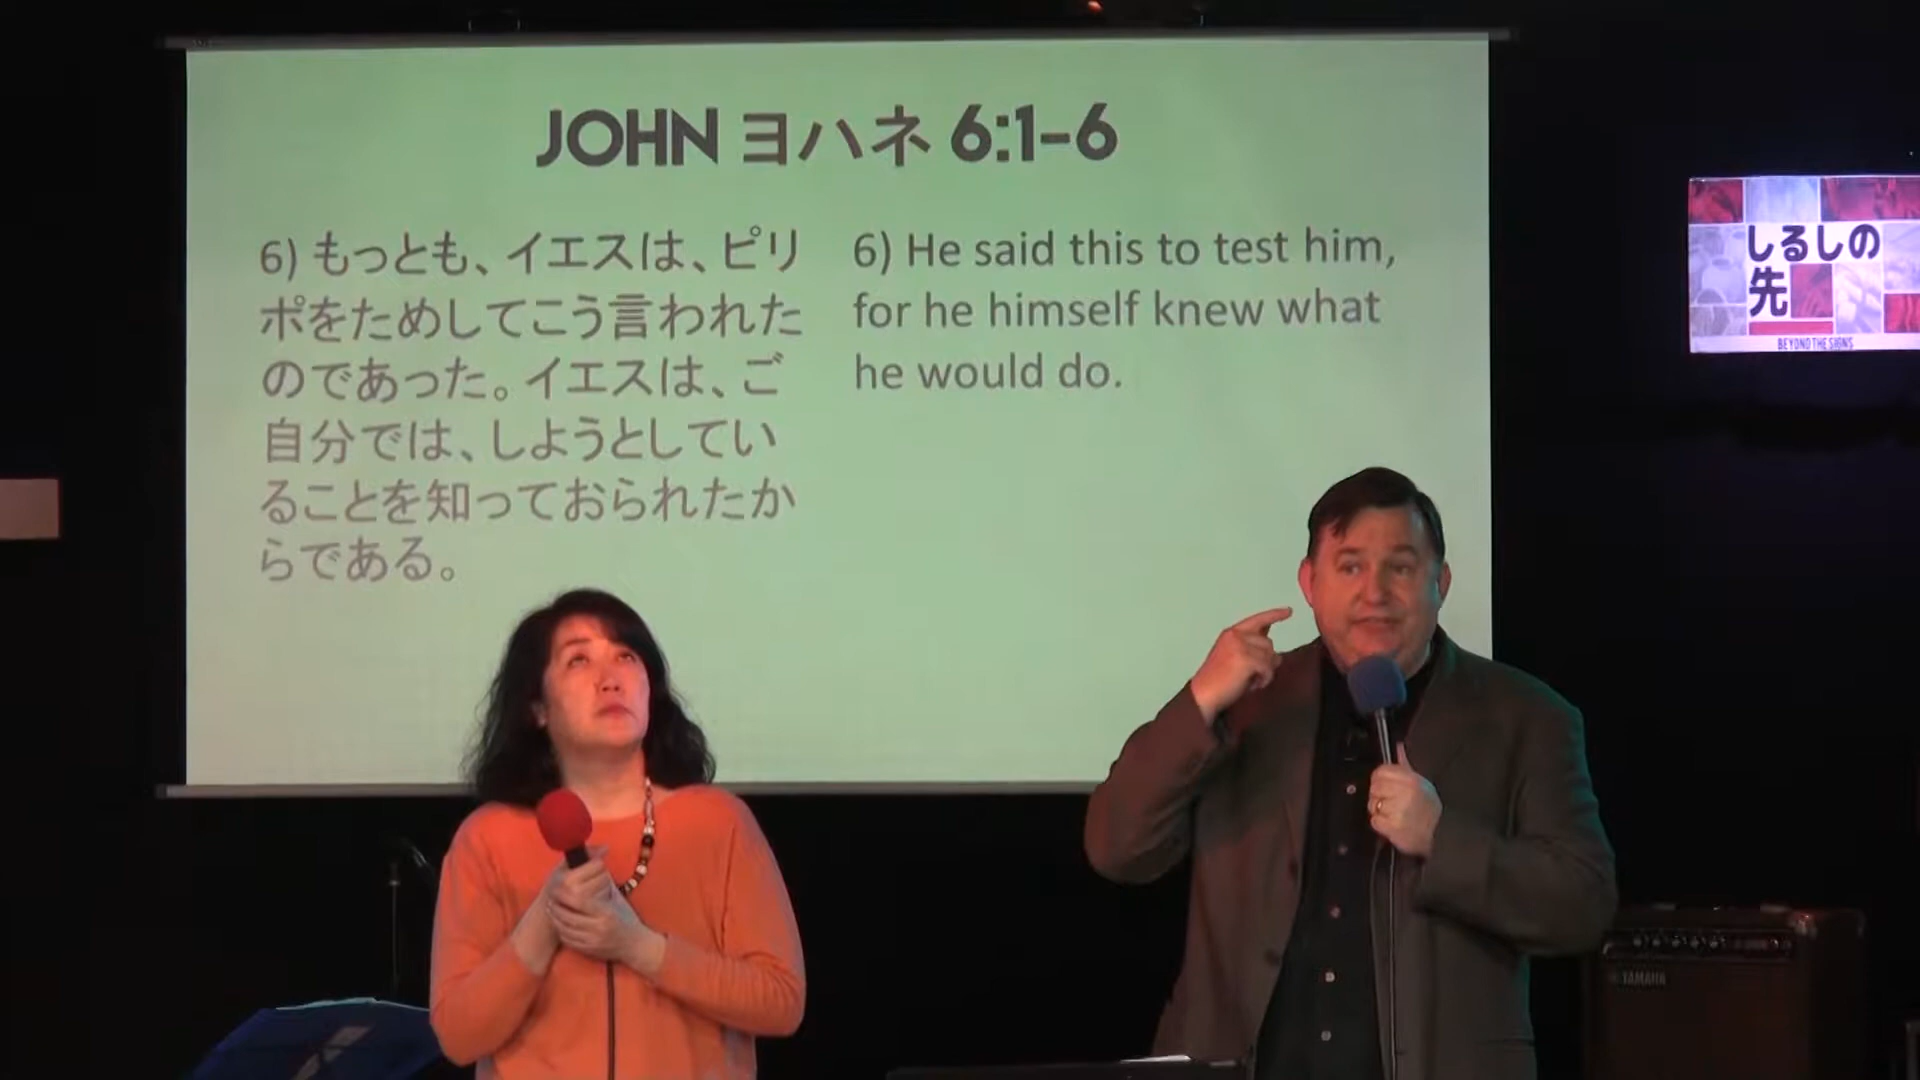 JOHN ヨハネ 6:1-6
6) もっとも、イエスは、ピリ
ポをためしてこう言われた
のであった。イエスは、ご
自分では、しようとしてい
ることを知っておられたか
らである。
6) He said this to test him,
for he himself knew what
he would do.
しるしの
先
BEYOND THE SIGNS
YAMAHA